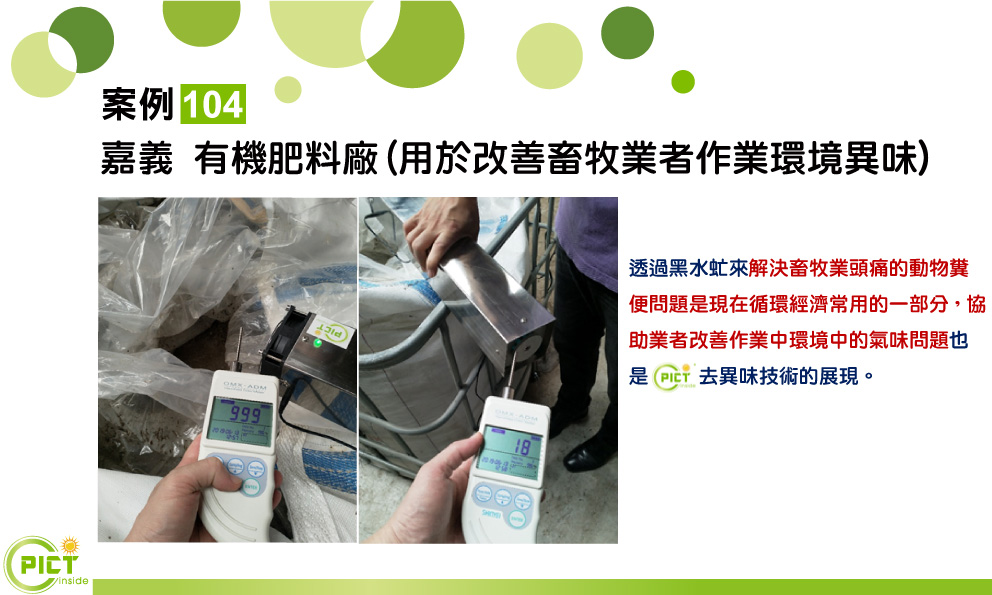 案例 104
嘉義 有機肥料廠(用於改善畜牧業者作業環境異味)
透過黑水虻來解決畜牧業頭痛的動物糞
便問題是現在循環經濟常用的一部分，協
助業者改善作業中環境中的氣味問題也
是 PICT inside 去異味技術的展現。
PICT
OMX-ADM
999
OMX-ADM
18
PICT
inside